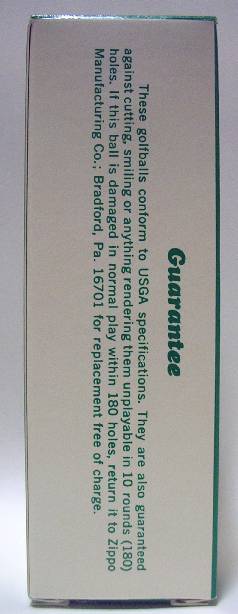 Guarantee
These golfballs conform to USGA specifications. They are also guaranteed
against cutting, smiling or anything rendering them unplayable in 10 rounds (180)
holes. If this ball is damaged in normal play within 180 holes, return it to Zippo
Manufacturing Co.; Bradford, Pa. 16701 for replacement free of charge.